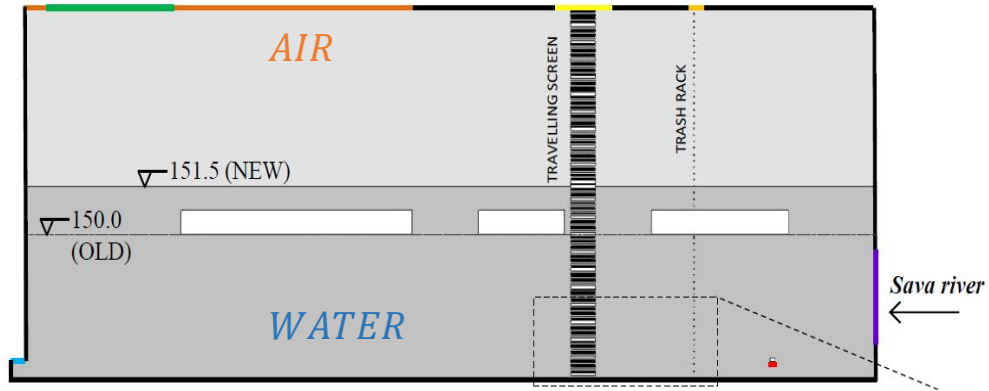 AIR
TRAVELLING SCREEN
TRASH RACK
151.5 (NEW)
150.0
(OLD)
Sava river
WATER